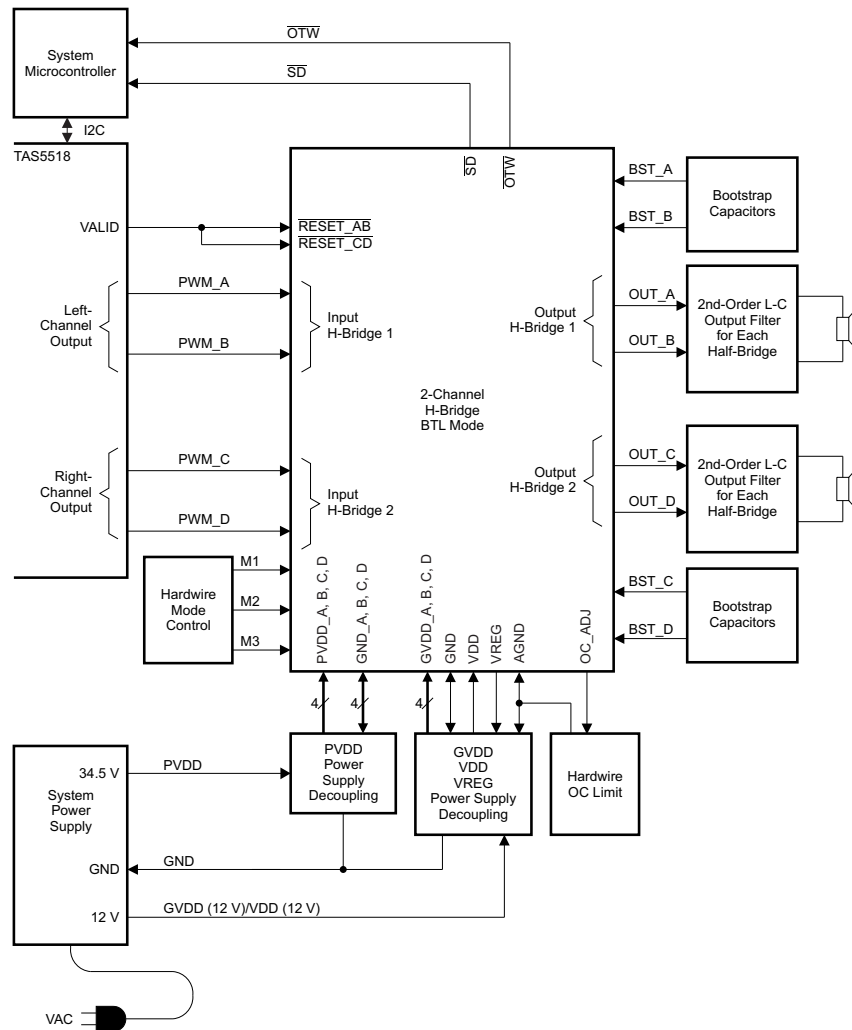 OTW
System
Microcontroller
SD
I2C
TAS5518
SD
OTW
BST_A
Bootstrap
Capacitors
BST_B
VALID
RESET_AB
RESET_CD
PWM_A
Left-
Channel
Output
Input
H-Bridge 1
PWM_B
Output
H-Bridge 1
OUT_A
OUT_B
2nd-Order L-C
Output Filter
for Each
Half-Bridge
2-Channel
H-Bridge
BTL Mode
PWM_C
Right-
Channel
Output
Input
H-Bridge 2
PWM_D
Output
H-Bridge 2
OUT_C
OUT_D
2nd-Order L-C
Output Filter
for Each
Half-Bridge
Hardwire
Mode
Control
M1
M2
M3
BST_C
BST_D
Bootstrap
Capacitors
PVDD_A, B, C, D
GND_A, B, C, D
GVDD_A, B, C, D
GND
VDD
VREG
AGND
OC_ADJ
4
4
4
PVDD
Power
Supply
Decoupling
GVDD
VDD
VREG
Power Supply
Decoupling
Hardwire
OC Limit
System
Power
Supply
34.5 V
PVDD
GND
GND
12 V
GVDD (12 V)/VDD (12 V)
VAC